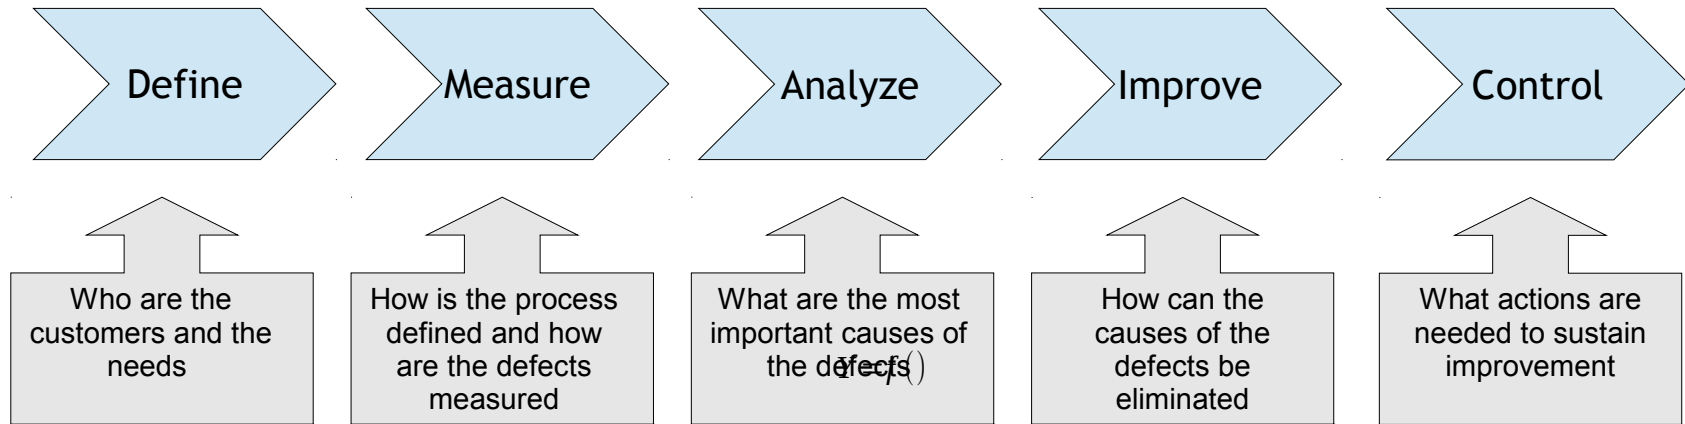 Define
Measure
Analyze
Improve
Control
Who are the
customers and the
needs
How is the process
defined and how
are the defects
measured
What are the most
important causes of
the defects
Y=f()
How can the
causes of the
defects be
eliminated
What actions are
needed to sustain
improvement